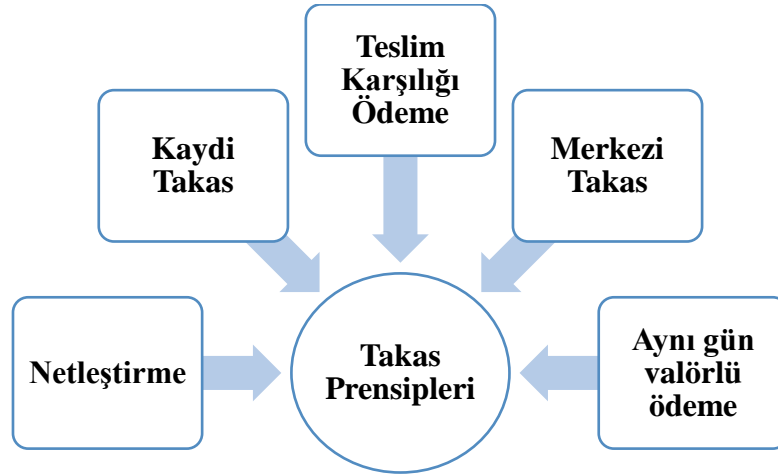 Teslim
Karşılığı
Ödeme
Kaydi
Takas
Merkezi
Takas
Netleştirme
Takas
Prensipleri
Aynı gün
valörlü
ödeme